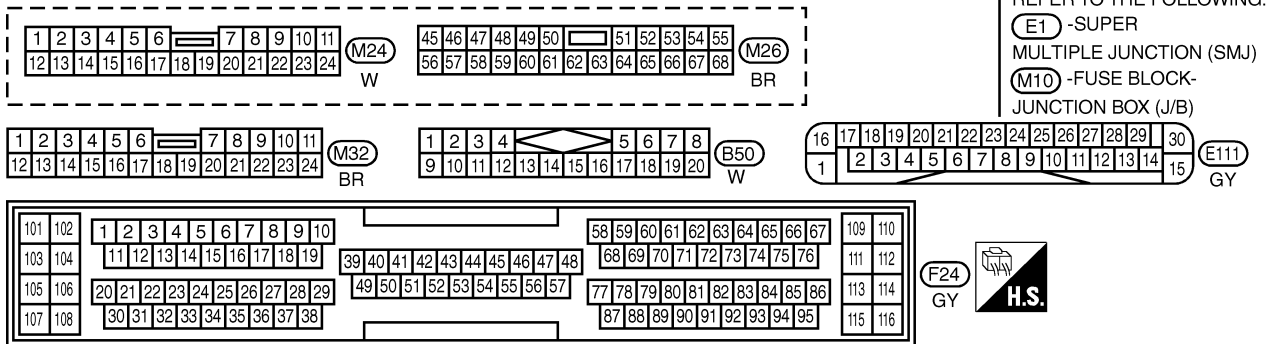 REFER TO THE FOLLOWING.
E1 -SUPER
MULTIPLE JUNCTION (SMJ)
M10 -FUSE BLOCK-
JUNCTION BOX (J/B)
1 2 3 4 5 6 7 8 9 10 11
12 13 14 15 16 17 18 19 20 21 22 23 24
M24
W
45 46 47 48 49 50 51 52 53 54 55
56 57 58 59 60 61 62 63 64 65 66 67 68
M26
BR
1 2 3 4 5 6 7 8 9 10 11
12 13 14 15 16 17 18 19 20 21 22 23 24
M32
BR
1 2 3 4 5 6 7 8
9 10 11 12 13 14 15 16 17 18 19 20
B50
W
16 17 18 19 20 21 22 23 24 25 26 27 28 29 30
1 2 3 4 5 6 7 8 9 10 11 12 13 14 15
E111
GY
101 102
103 104
105 106
107 108
1 2 3 4 5 6 7 8 9 10
11 12 13 14 15 16 17 18 19
20 21 22 23 24 25 26 27 28 29
30 31 32 33 34 35 36 37 38
39 40 41 42 43 44 45 46 47 48
49 50 51 52 53 54 55 56 57
58 59 60 61 62 63 64 65 66 67
68 69 70 71 72 73 74 75 76
77 78 79 80 81 82 83 84 85 86
87 88 89 90 91 92 93 94 95
109 110
111 112
113 114
115 116
F24
GY
H.S.